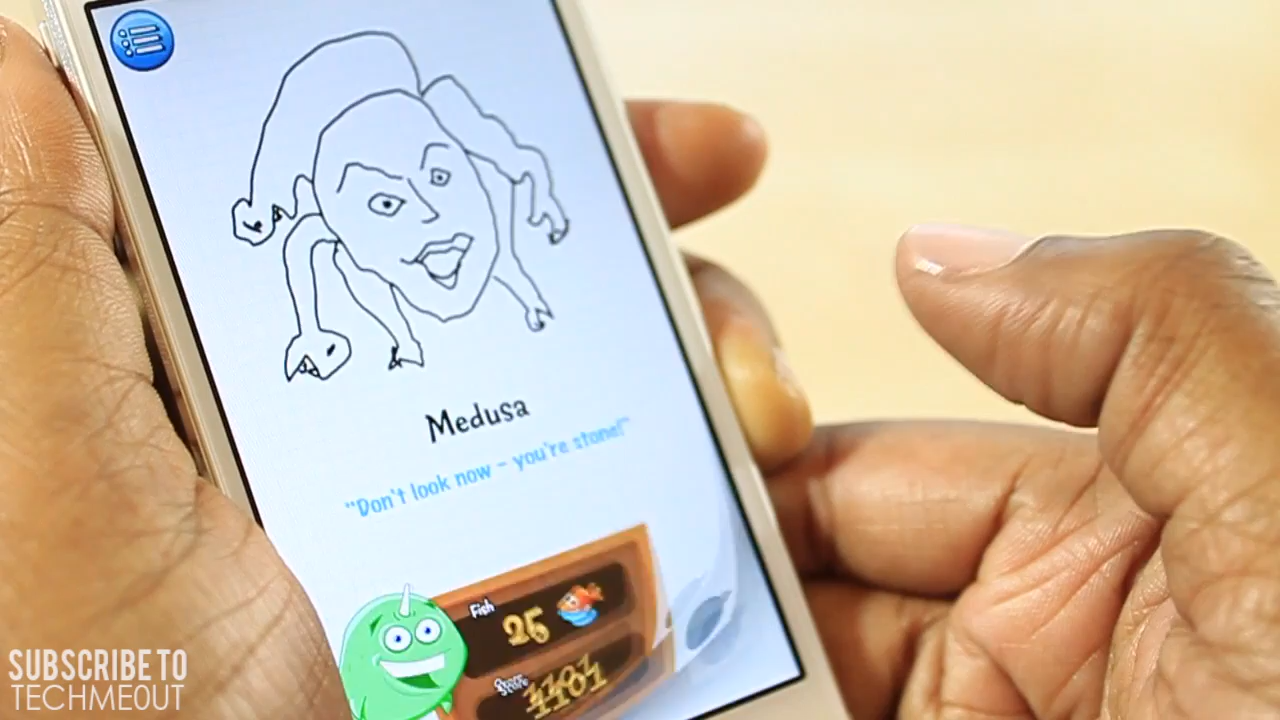 Medusa
"Don't look now - you're stone!"
Fish
25
SUBSCRIBE TO
TECHMEOUT